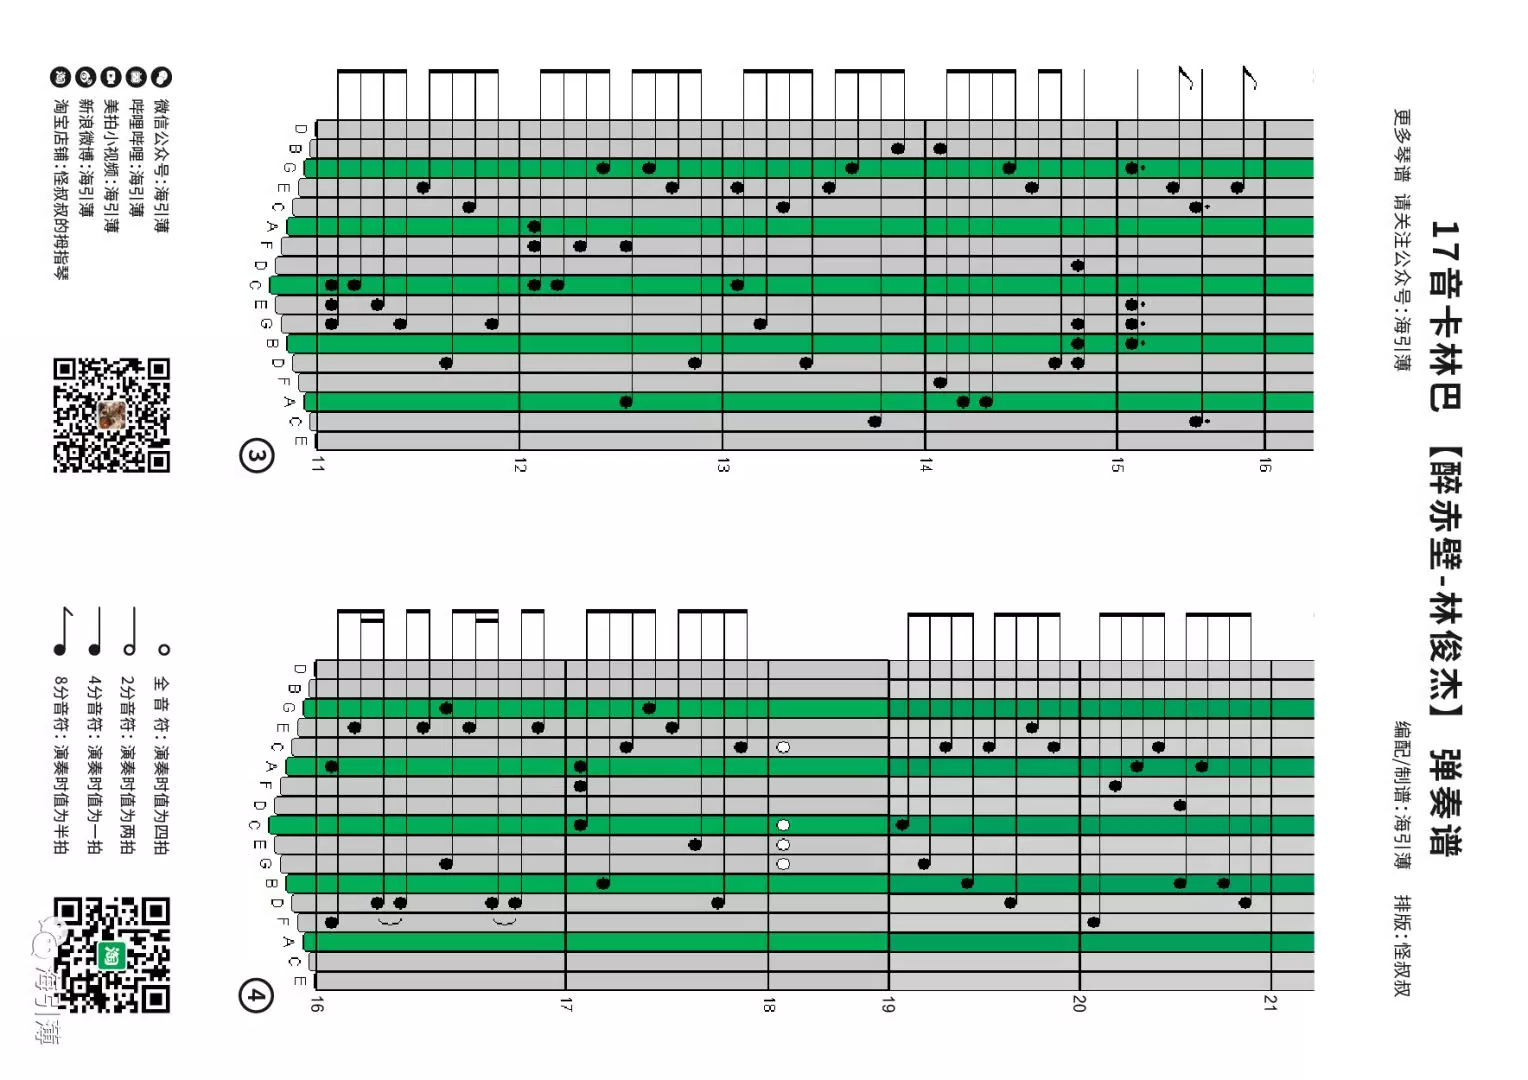 17音卡林巴 【醉赤壁-林俊杰】 弹奏谱
更多琴谱 请关注公众号:海引薄
编配/制谱:海引薄 排版:怪叔叔
D
B
G
E
C
A
F
D
C
E
G
B
D
F
A
C
E
③
11 12 13 14 15 16
D
B
G
E
C
A
F
D
C
E
G
B
D
F
A
C
E
④
16 17 18 19 20 21
微信公众号:海引薄
哔哩哔哩:海引薄
美拍小视频:海引薄
新浪微博:海引薄
淘宝店铺:怪叔叔的拇指琴
全 音 符: 演奏时值为四拍
2分音符: 演奏时值为两拍
4分音符: 演奏时值为一拍
8分音符: 演奏时值为半拍
淘
淘
海引薄